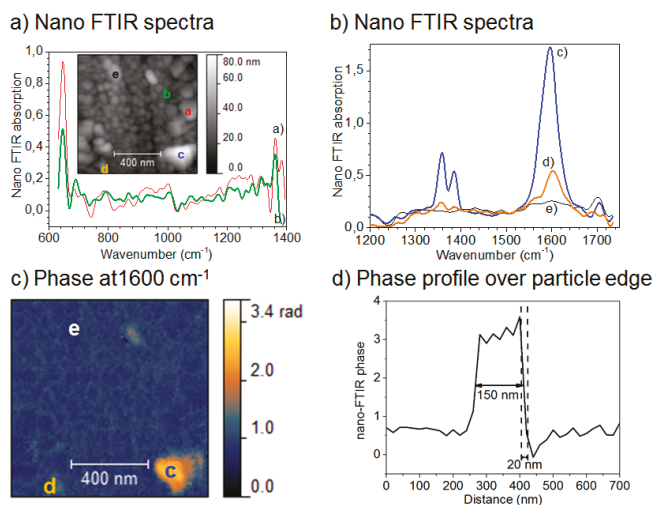 a) Nano FTIR spectra
1,0
0,8
0,6
0,4
0,2
0,0
Nano FTIR absorption
600
800
1000
1200
1400
Wavenumber (cm-1)
80.0 nm
60.0
40.0
20.0
0.0
e
b
a
c
d
400 nm
a)
b)
b) Nano FTIR spectra
1,5
1,0
0,5
0,0
Nano FT IR absorption
1200
1300
1400
1500
1600
1700
Wavenumber (cm-1)
c)
d)
e)
c) Phase at1600 cm-1
e
400 nm
c
d
3.4 rad
2.0
1.0
0.0
d) Phase profile over particle edge
4
3
2
1
0
nano-FTIR phase
150 nm
20 nm
0
100
200
300
400
500
600
700
Distance (nm)